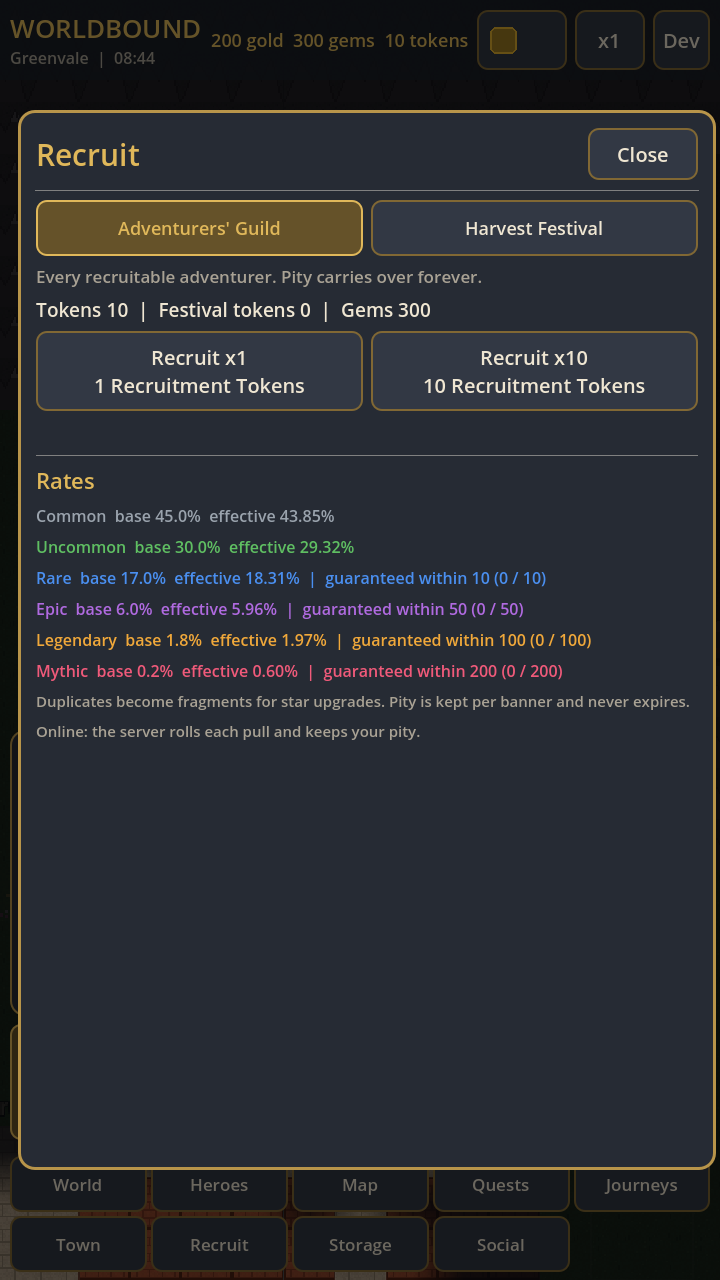 WORLDBOUND
Greenvale | 08:44
200 gold 300 gems 10 tokens
x1
Dev
Recruit
Close
Adventurers' Guild
Harvest Festival
Every recruitable adventurer. Pity carries over forever.
Tokens 10 | Festival tokens 0 | Gems 300
Recruit x1
1 Recruitment Tokens
Recruit x10
10 Recruitment Tokens
Rates
Common base 45.0% effective 43.85%
Uncommon base 30.0% effective 29.32%
Rare base 17.0% effective 18.31% | guaranteed within 10 (0 / 10)
Epic base 6.0% effective 5.96% | guaranteed within 50 (0 / 50)
Legendary base 1.8% effective 1.97% | guaranteed within 100 (0 / 100)
Mythic base 0.2% effective 0.60% | guaranteed within 200 (0 / 200)
Duplicates become fragments for star upgrades. Pity is kept per banner and never expires.
Online: the server rolls each pull and keeps your pity.
World
Heroes
Map
Quests
Journeys
Town
Recruit
Storage
Social